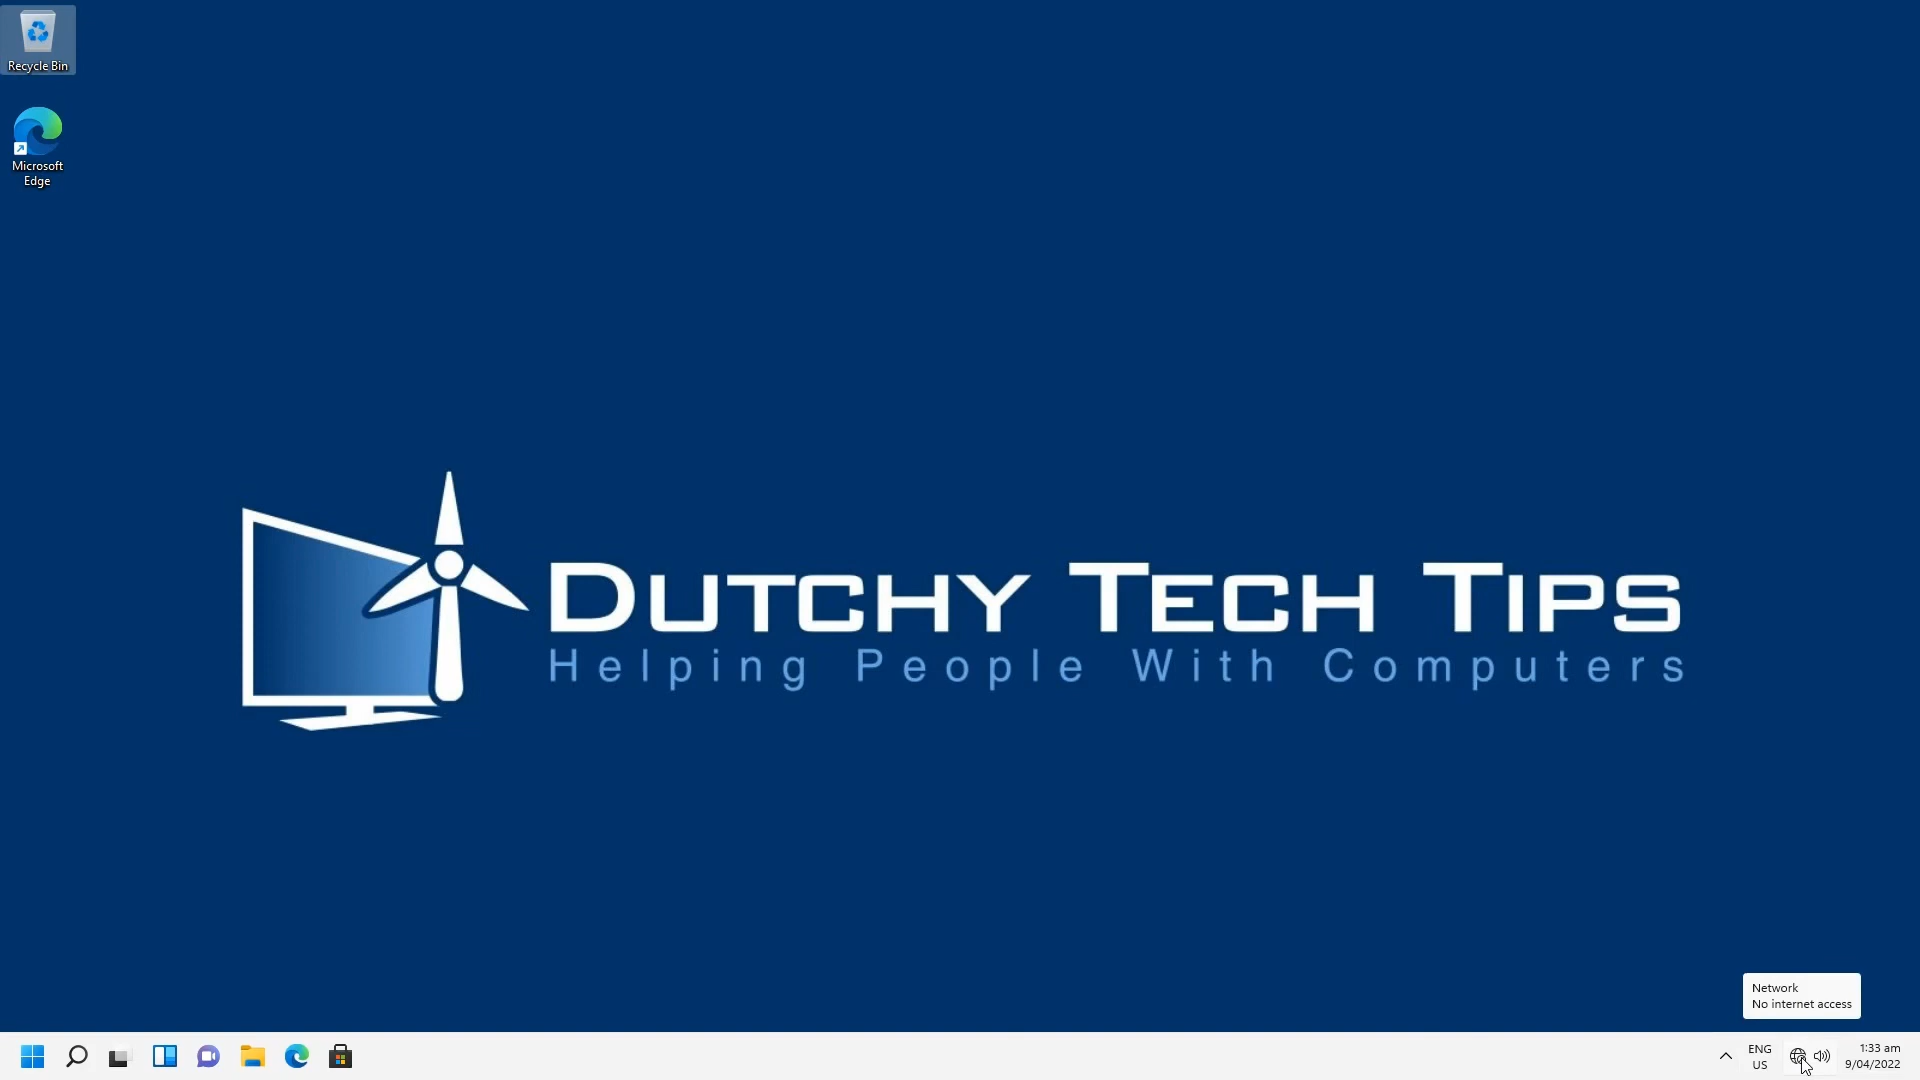 Recycle Bin
Microsoft
Edge
DUTCHY TECH TIPS
Helping People With Computers
Network
No internet access
ENG
US
1:33 am
9/04/2022